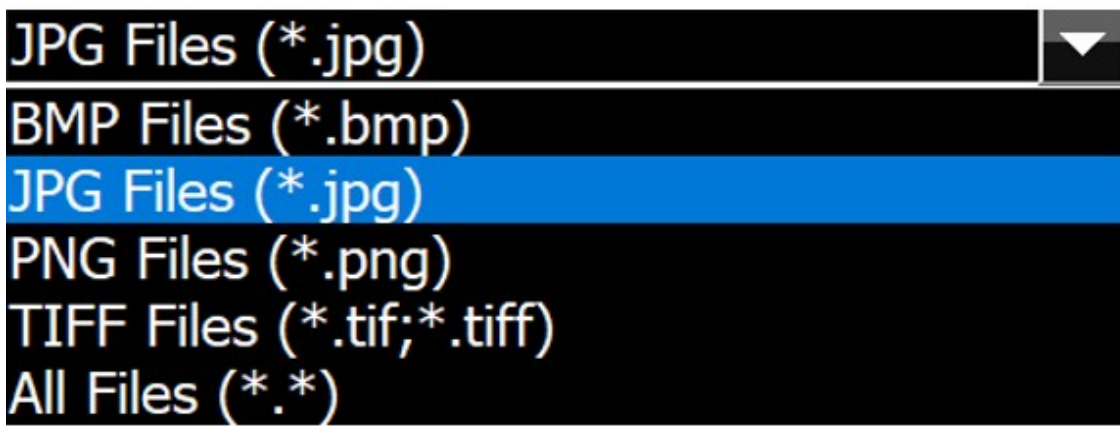 JPG Files (*.jpg)
BMP Files (*.bmp)
JPG Files (*.jpg)
PNG Files (*.png)
TIFF Files (*.tif;*.tiff)
All Files (*.*)